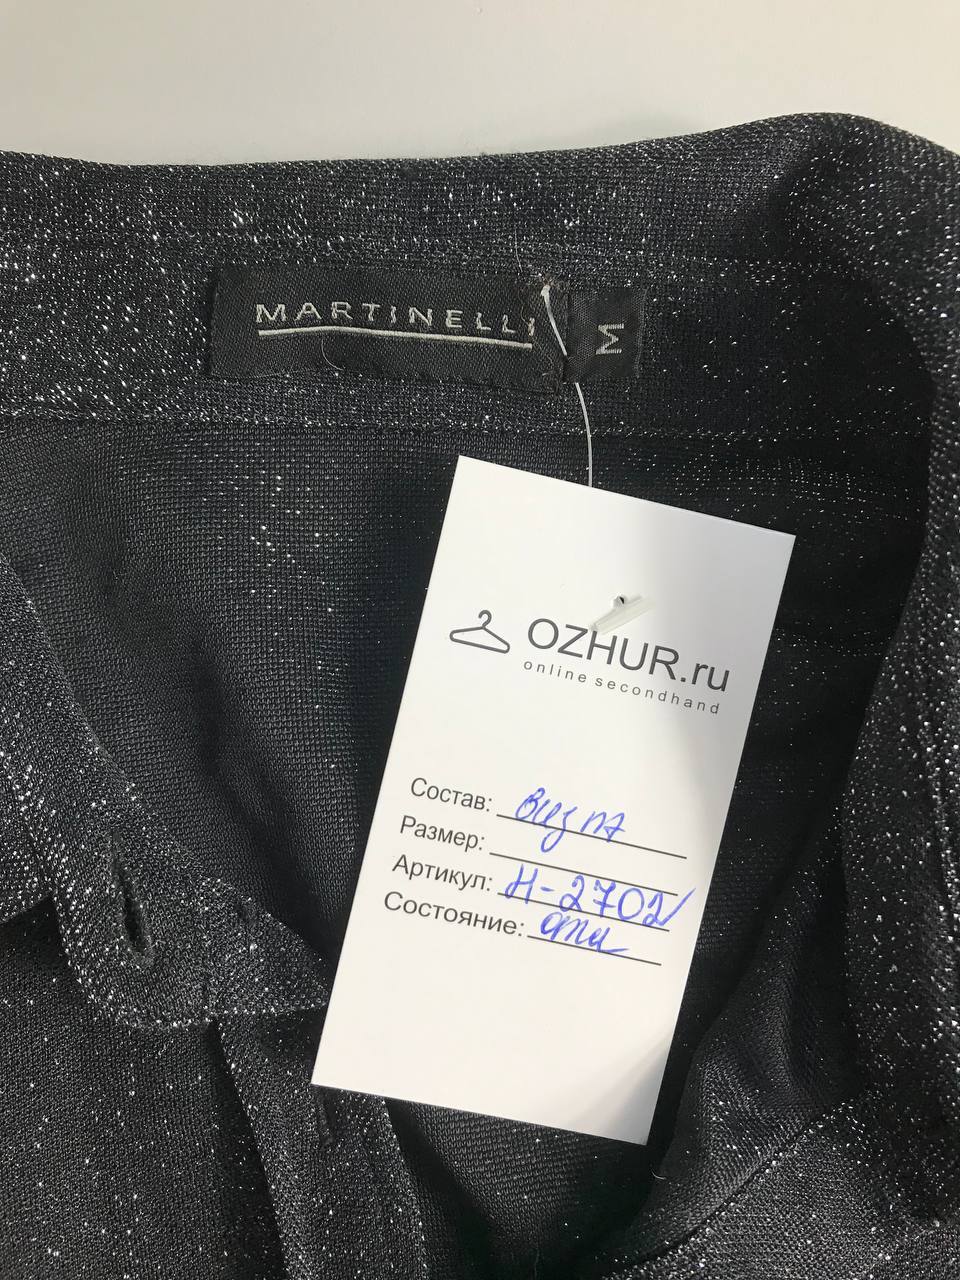 MARTINELLI
M
OZHUR.ru
online secondhand
Состав:
Размер:
Артикул: Н-2702
Состояние: